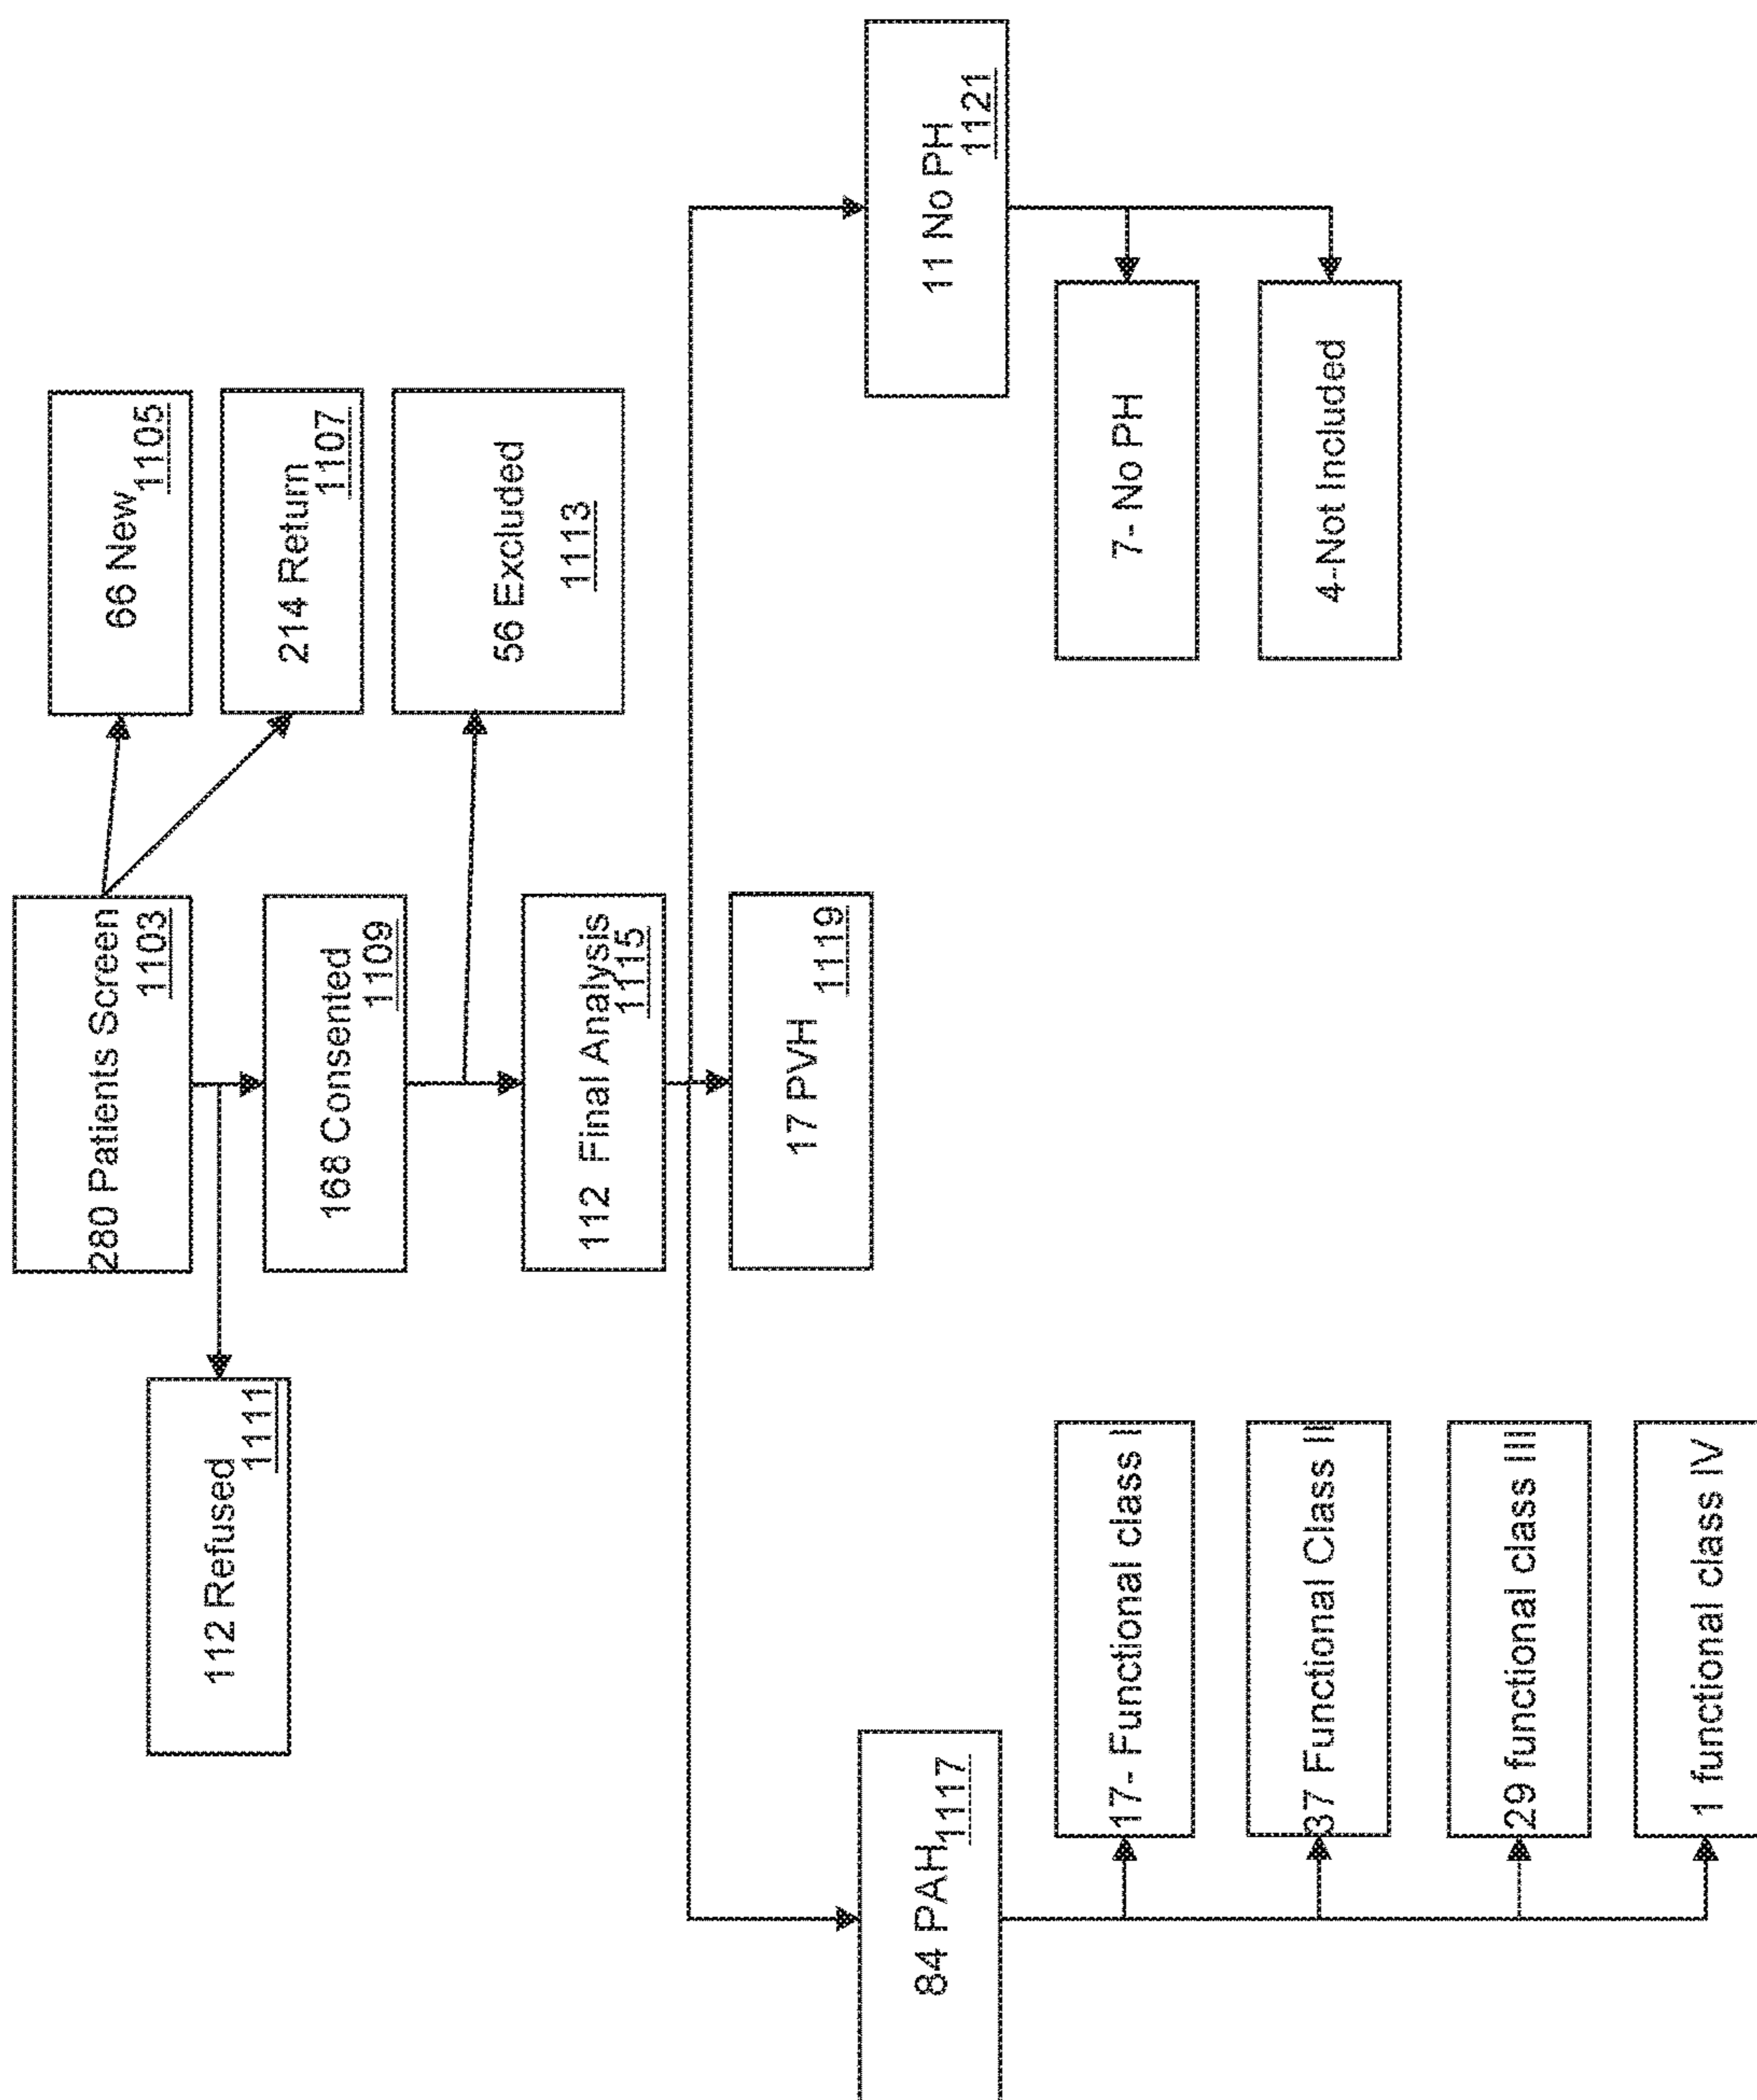 280 Patients Screen
1103
66 New
1105
214 Return
1107
112 Refused
1111
168 Consented
1109
56 Excluded
1113
112 Final Analysis
1115
84 PAH
1117
17 PVH
1119
11 No PH
1121
17- Functional class I
37 Functional Class II
29 functional class III
1 functional class IV
7- No PH
4-Not Included